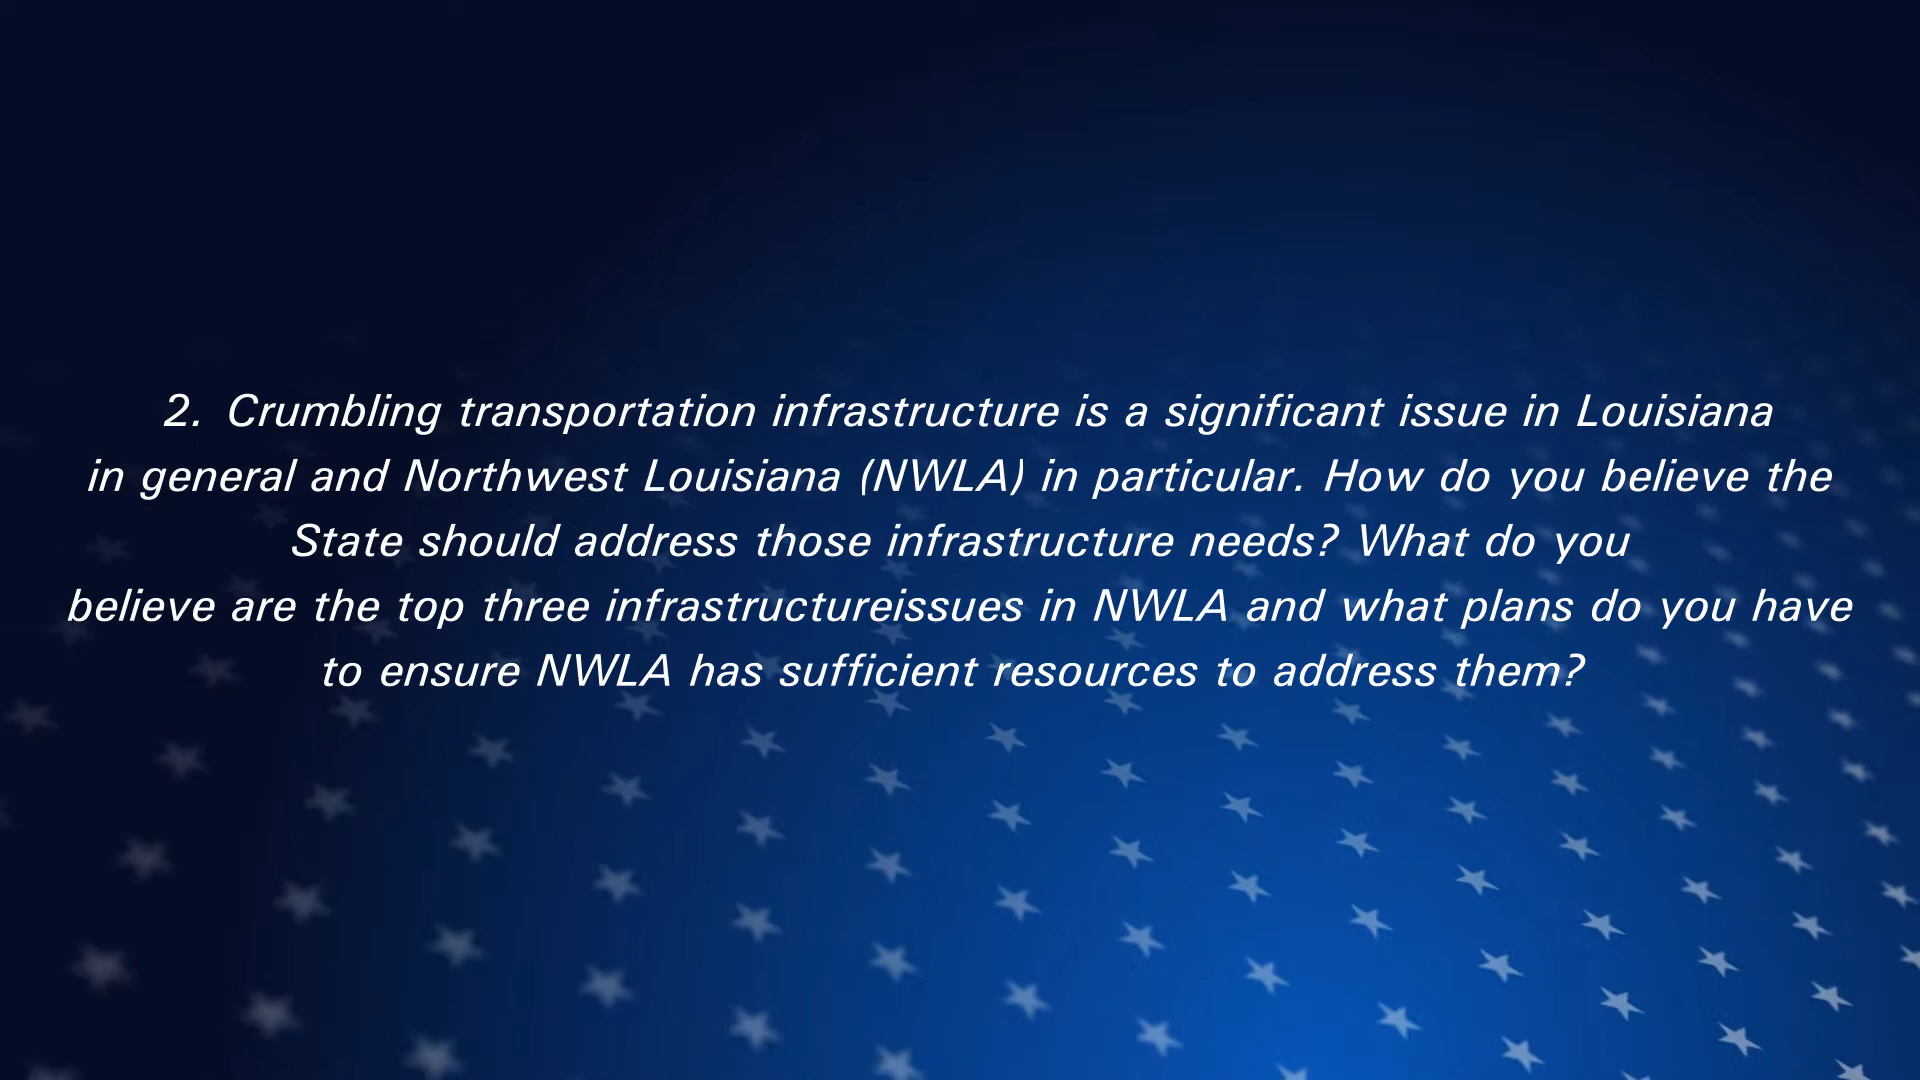 2. Crumbling transportation infrastructure is a significant issue in Louisiana
in general and Northwest Louisiana (NWLA) in particular. How do you believe the
State should address those infrastructure needs? What do you
believe are the top three infrastructureissues in NWLA and what plans do you have
to ensure NWLA has sufficient resources to address them?